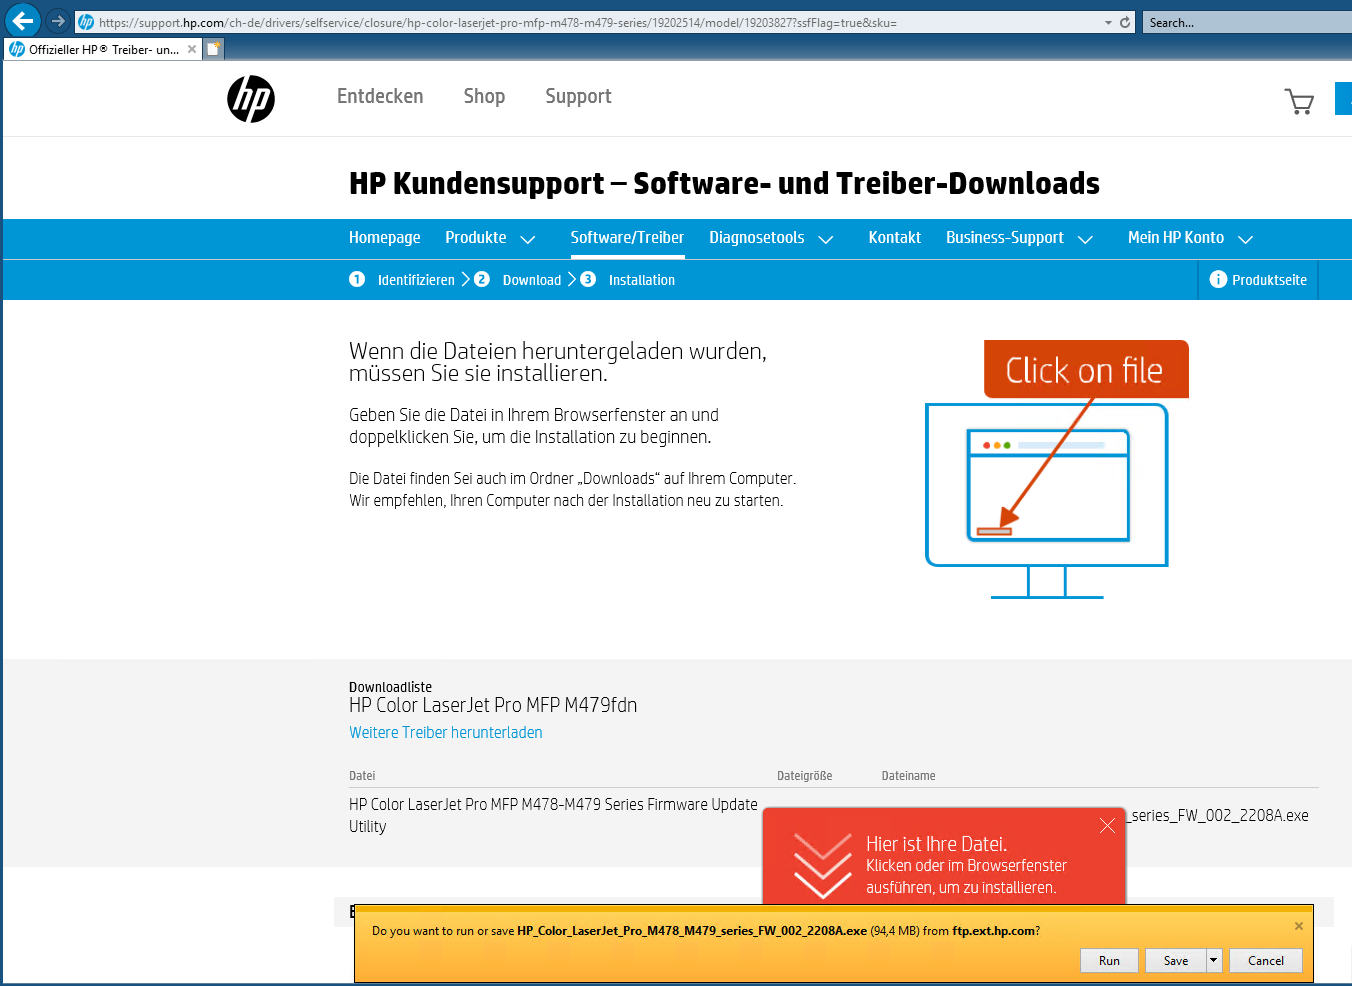 https://support.hp.com/ch-de/drivers/selfservice/closure/hp-color-laserjet-pro-mfp-m478-m479-series/19202514/model/19203827?ssfFlag=true&sku=
Search...
Offizieller HP® Treiber- un...
hp
Entdecken Shop Support
HP Kundensupport – Software- und Treiber-Downloads
Homepage Produkte Software/Treiber Diagnosetools Kontakt Business-Support Mein HP Konto
1 Identifizieren 2 Download 3 Installation i Produktseite
Wenn die Dateien heruntergeladen wurden,
müssen Sie sie installieren.
Geben Sie die Datei in Ihrem Browserfenster an und
doppelklicken Sie, um die Installation zu beginnen.
Die Datei finden Sei auch im Ordner „Downloads“ auf Ihrem Computer.
Wir empfehlen, Ihren Computer nach der Installation neu zu starten.
Click on file
Downloadliste
HP Color LaserJet Pro MFP M479fdn
Weitere Treiber herunterladen
Datei Dateigröße Dateiname
HP Color LaserJet Pro MFP M478-M479 Series Firmware Update
Utility
_series_FW_002_2208A.exe
Hier ist Ihre Datei.
Klicken oder im Browserfenster
ausführen, um zu installieren.
Do you want to run or save HP_Color_LaserJet_Pro_M478_M479_series_FW_002_2208A.exe (94,4 MB) from ftp.ext.hp.com?
Run Save Cancel